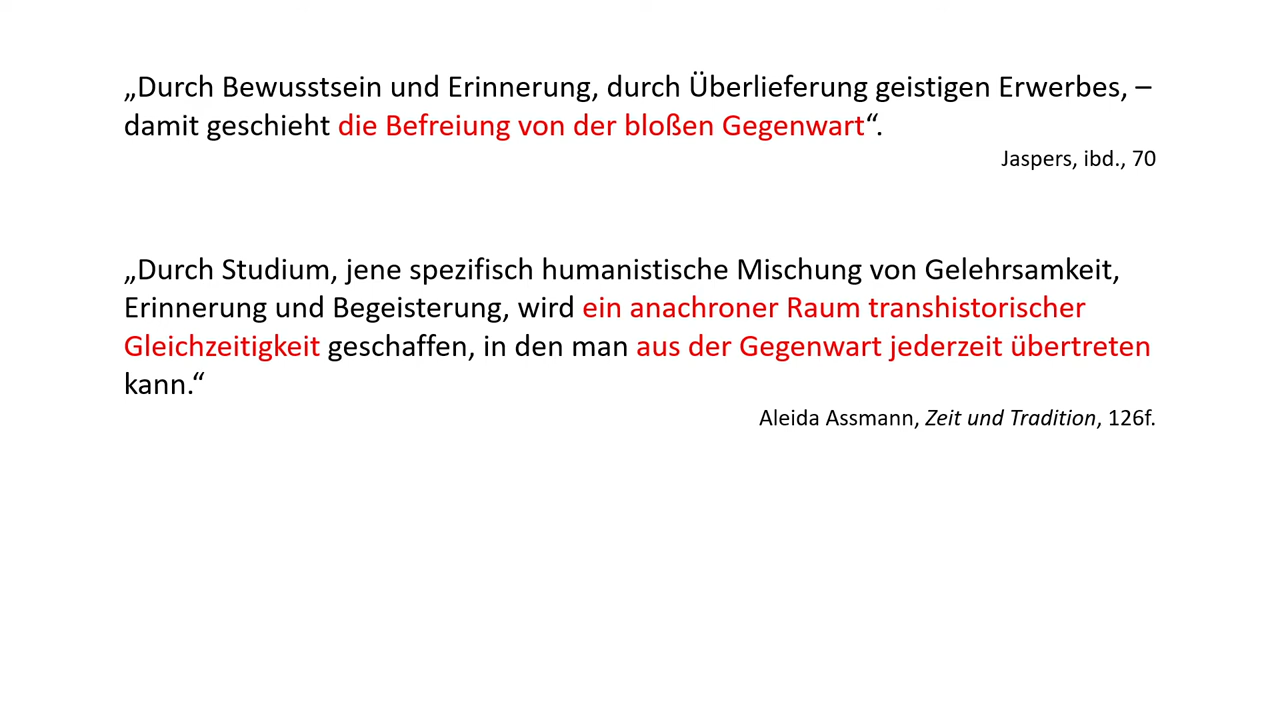 „Durch Bewusstsein und Erinnerung, durch Überlieferung geistigen Erwerbes, –
damit geschieht die Befreiung von der bloßen Gegenwart“.
Jaspers, ibd., 70
„Durch Studium, jene spezifisch humanistische Mischung von Gelehrsamkeit,
Erinnerung und Begeisterung, wird ein anachroner Raum transhistorischer
Gleichzeitigkeit geschaffen, in den man aus der Gegenwart jederzeit übertreten
kann.“
Aleida Assmann, Zeit und Tradition, 126f.